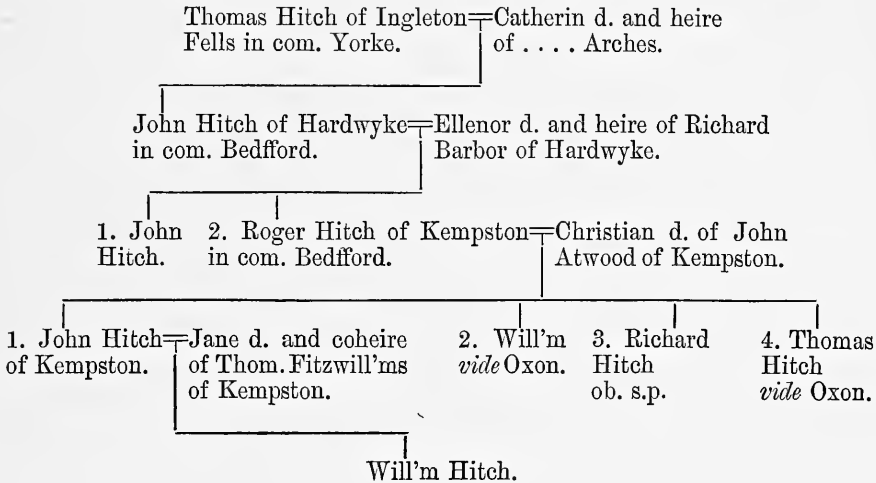 Thomas Hitch of Ingleton Catherin d. and heire
Fells in com. Yorke. of . . . . Arches.
John Hitch of Hardwyke Ellenor d. and heire of Richard
in com. Bedfford. Barbor of Hardwyke.
1. John 2. Roger Hitch of Kempston Christian d. of John
Hitch. in com. Bedfford. Atwood of Kempston.
1. John Hitch Jane d. and coheire 2. Will'm 3. Richard 4. Thomas
of Kempston. of Thom. Fitzwill'ms vide Oxon. Hitch Hitch
of Kempston. ob. s.p. vide Oxon.
Will'm Hitch.